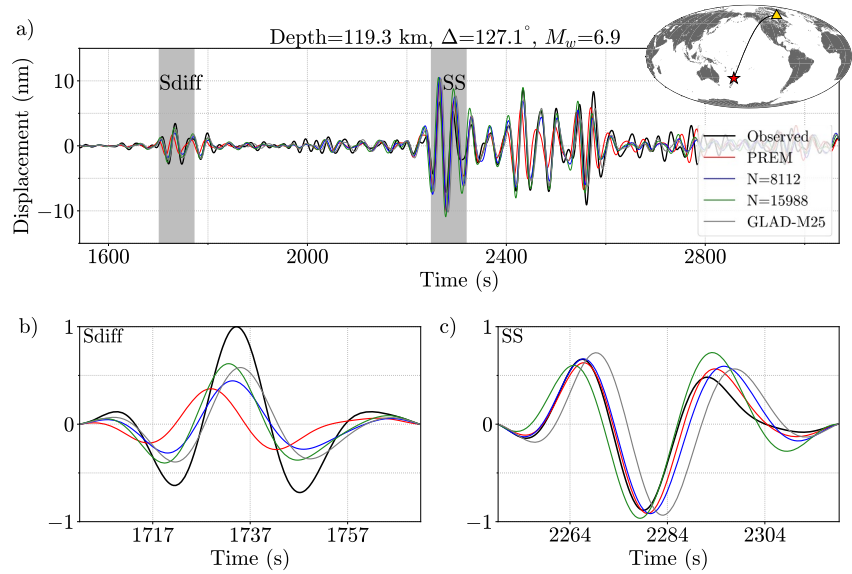 a)
Depth=119.3 km, Δ=127.1°, M_w=6.9
Displacement (nm)
10
0
−10
Sdiff
SS
Observed
PREM
N=8112
N=15988
GLAD-M25
1600
2000
2400
2800
Time (s)
b)
Sdiff
1
0
−1
1717
1737
1757
Time (s)
c)
SS
1
0
−1
2264
2284
2304
Time (s)